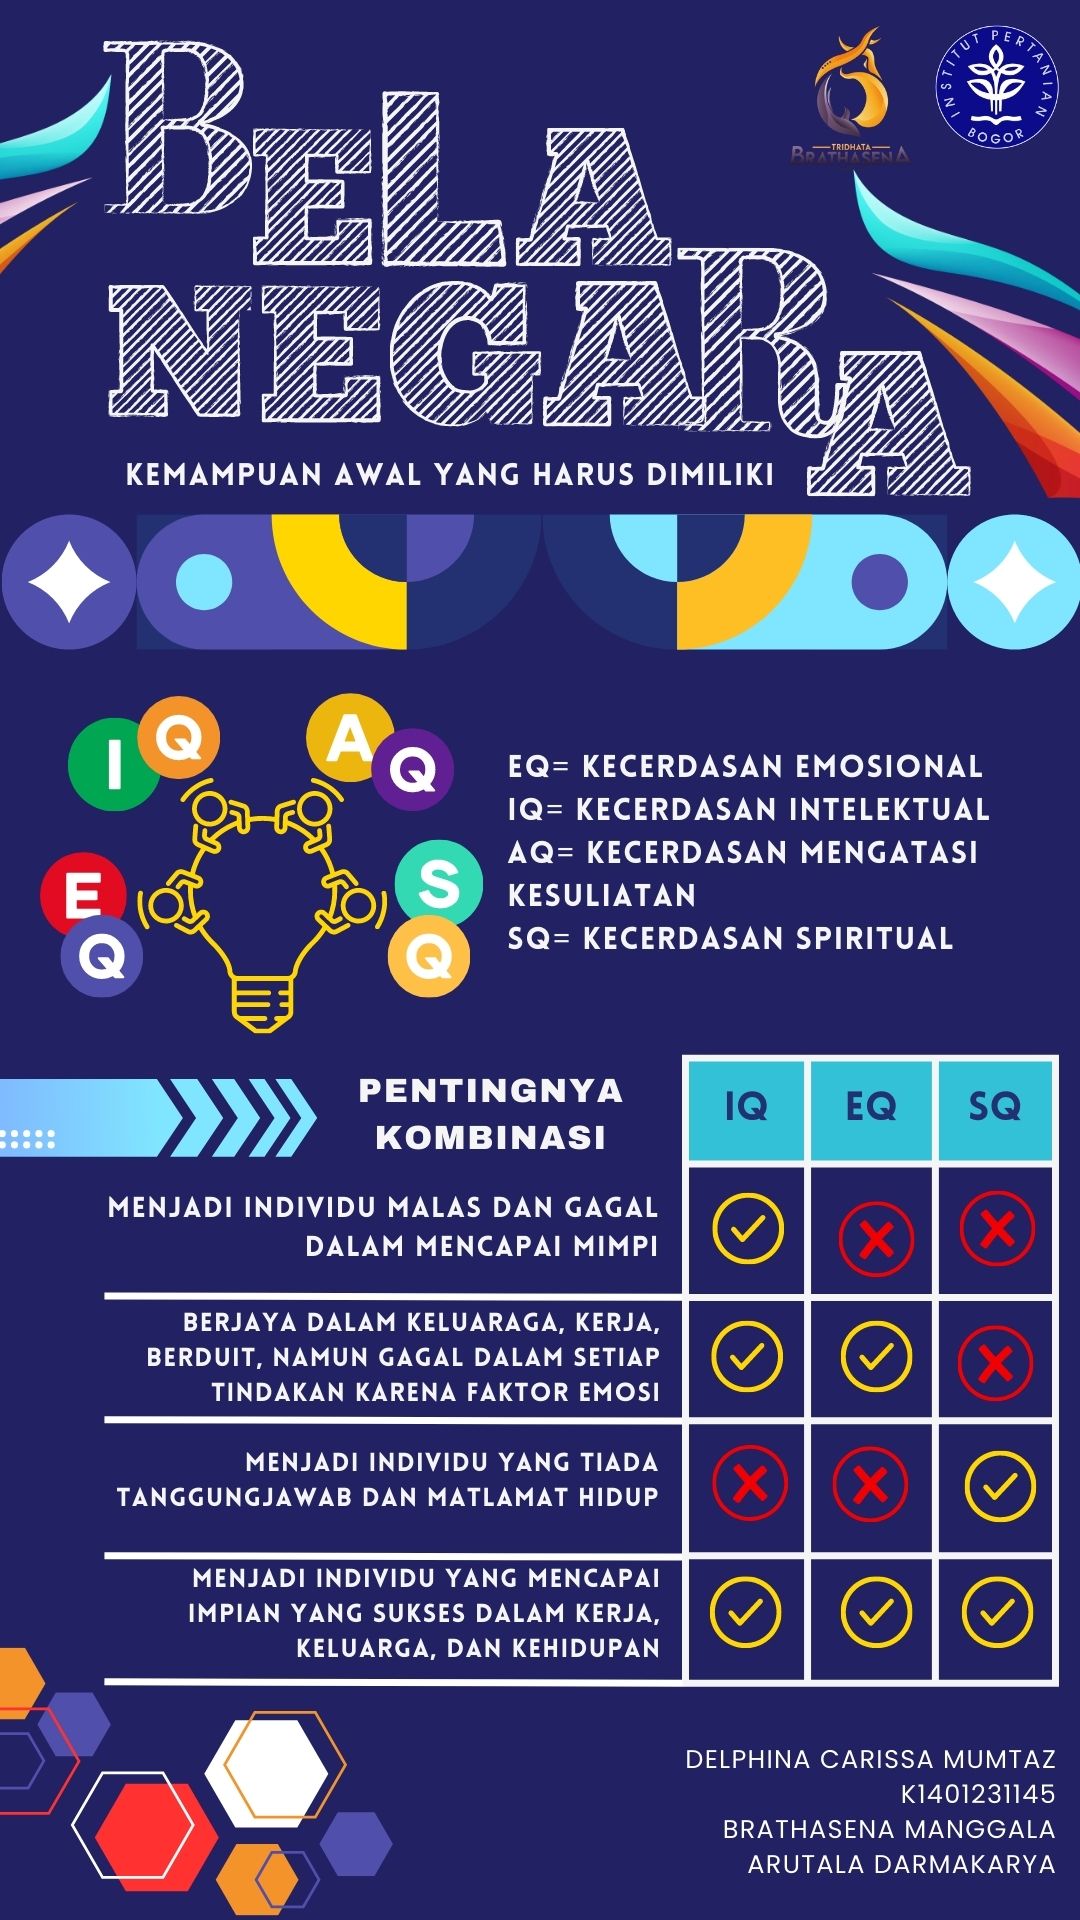 BELA
NEGARA
TRIDHATA
BRATHASENA
INSTITUT PERTANIAN
BOGOR
KEMAMPUAN AWAL YANG HARUS DIMILIKI
IQ
AQ
EQ
SQ
EQ= KECERDASAN EMOSIONAL
IQ= KECERDASAN INTELEKTUAL
AQ= KECERDASAN MENGATASI
KESULIATAN
SQ= KECERDASAN SPIRITUAL
PENTINGNYA
KOMBINASI
IQ EQ SQ
MENJADI INDIVIDU MALAS DAN GAGAL
DALAM MENCAPAI MIMPI
BERJAYA DALAM KELUARAGA, KERJA,
BERDUIT, NAMUN GAGAL DALAM SETIAP
TINDAKAN KARENA FAKTOR EMOSI
MENJADI INDIVIDU YANG TIADA
TANGGUNGJAWAB DAN MATLAMAT HIDUP
MENJADI INDIVIDU YANG MENCAPAI
IMPIAN YANG SUKSES DALAM KERJA,
KELUARGA, DAN KEHIDUPAN
DELPHINA CARISSA MUMTAZ
K1401231145
BRATHASENA MANGGALA
ARUTALA DARMAKARYA